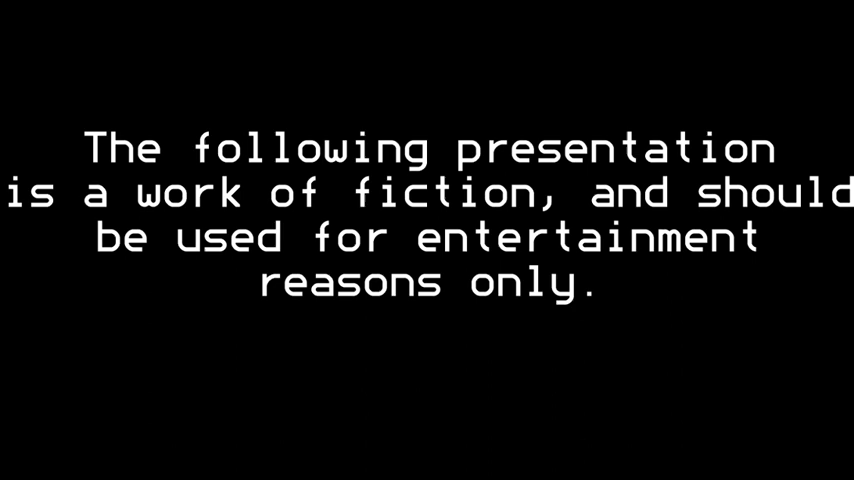 The following presentation
is a work of fiction, and should
be used for entertainment
reasons only.